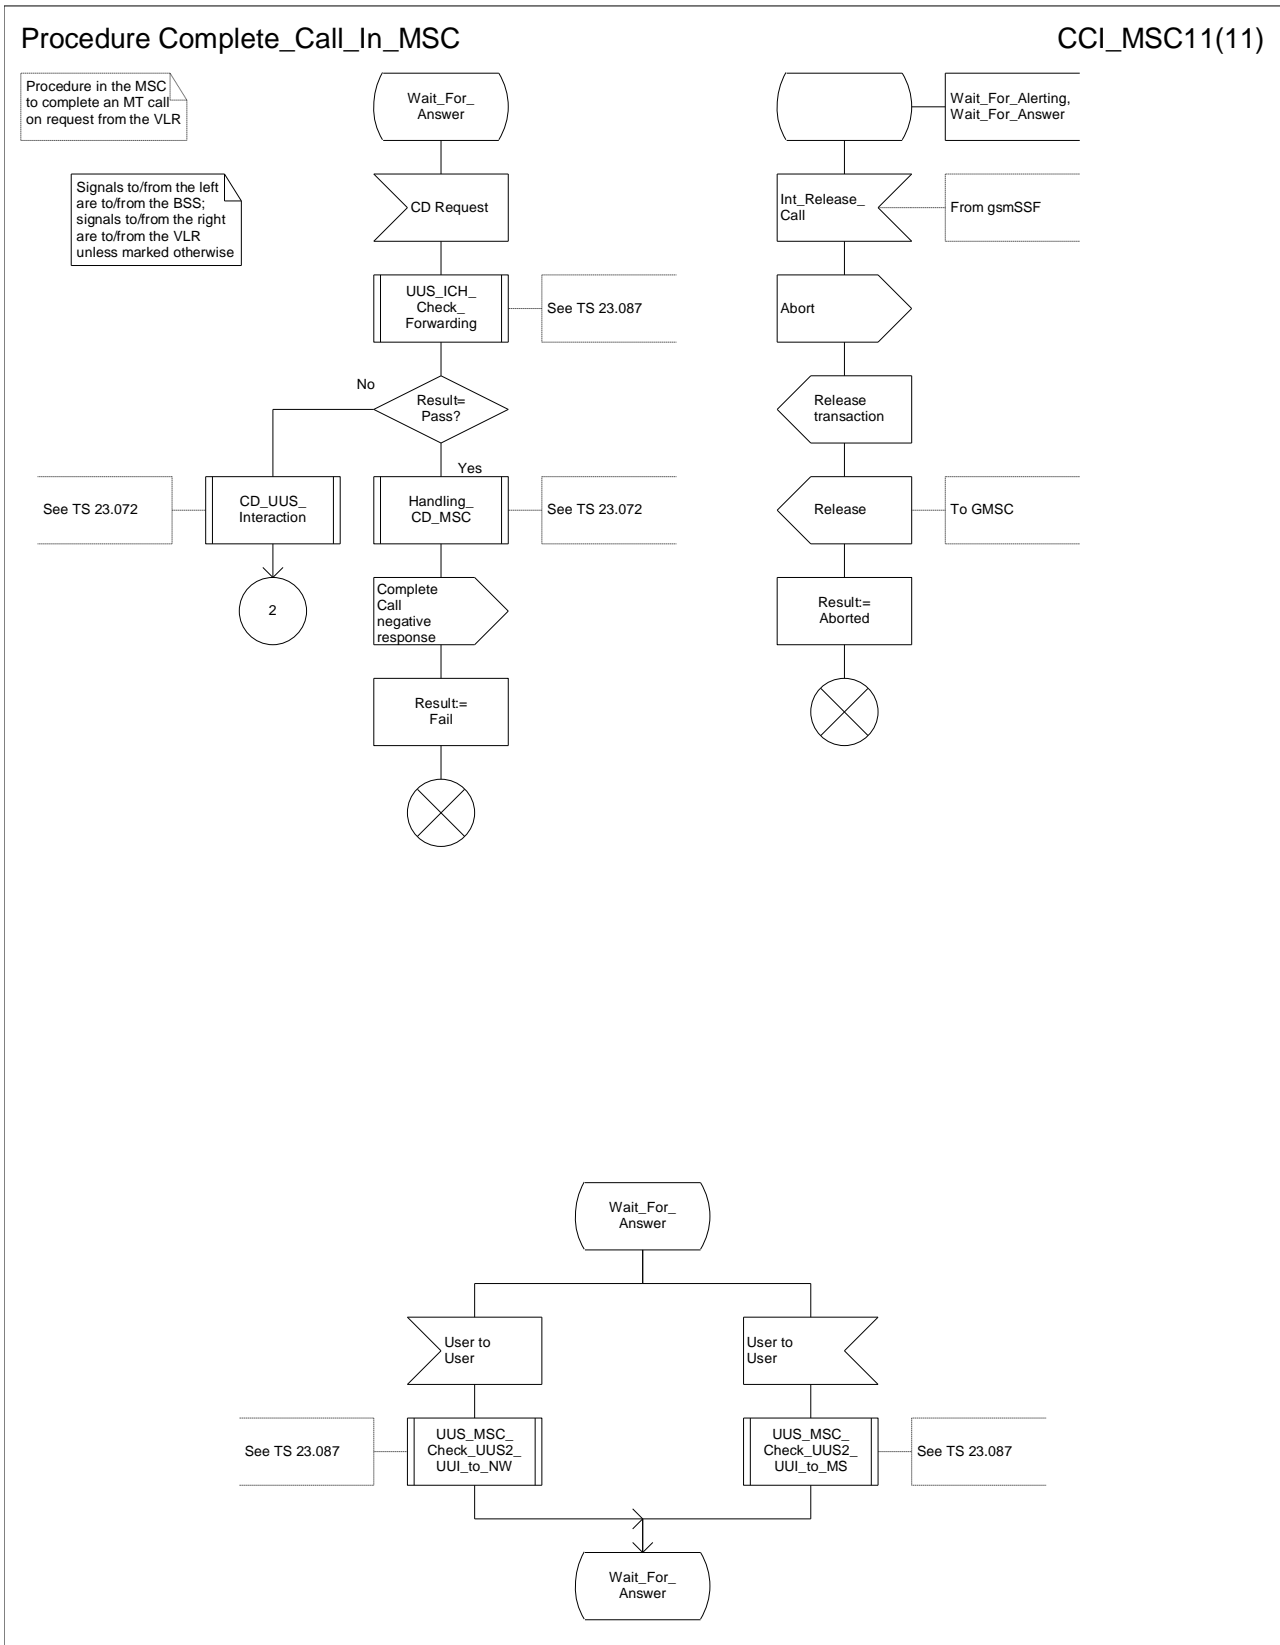 Procedure Complete_Call_In_MSC
CCI_MSC11(11)
Procedure in the MSC
to complete an MT call
on request from the VLR
Signals to/from the left
are to/from the BSS;
signals to/from the right
are to/from the VLR
unless marked otherwise
Wait_For_
Answer
CD Request
UUS_ICH_
Check_
Forwarding
See TS 23.087
Result=
Pass?
No
Yes
See TS 23.072
CD_UUS_
Interaction
2
Handling_
CD_MSC
See TS 23.072
Complete
Call
negative
response
Result:=
Fail
Wait_For_Alerting,
Wait_For_Answer
Int_Release_
Call
From gsmSSF
Abort
Release
transaction
Release
To GMSC
Result:=
Aborted
Wait_For_
Answer
User to
User
User to
User
See TS 23.087
UUS_MSC_
Check_UUS2_
UUI_to_NW
UUS_MSC_
Check_UUS2_
UUI_to_MS
See TS 23.087
Wait_For_
Answer